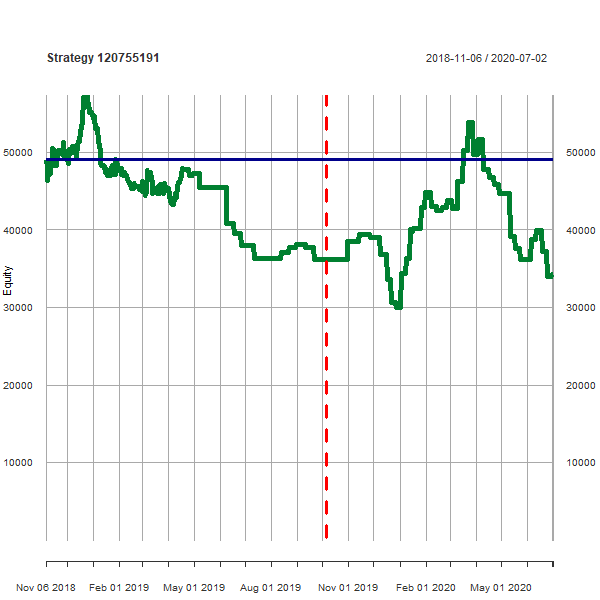 Strategy 120755191
2018-11-06 / 2020-07-02
50000
50000
40000
40000
30000
30000
20000
20000
10000
10000
Equity
Nov 06 2018
Feb 01 2019
May 01 2019
Aug 01 2019
Nov 01 2019
Feb 01 2020
May 01 2020